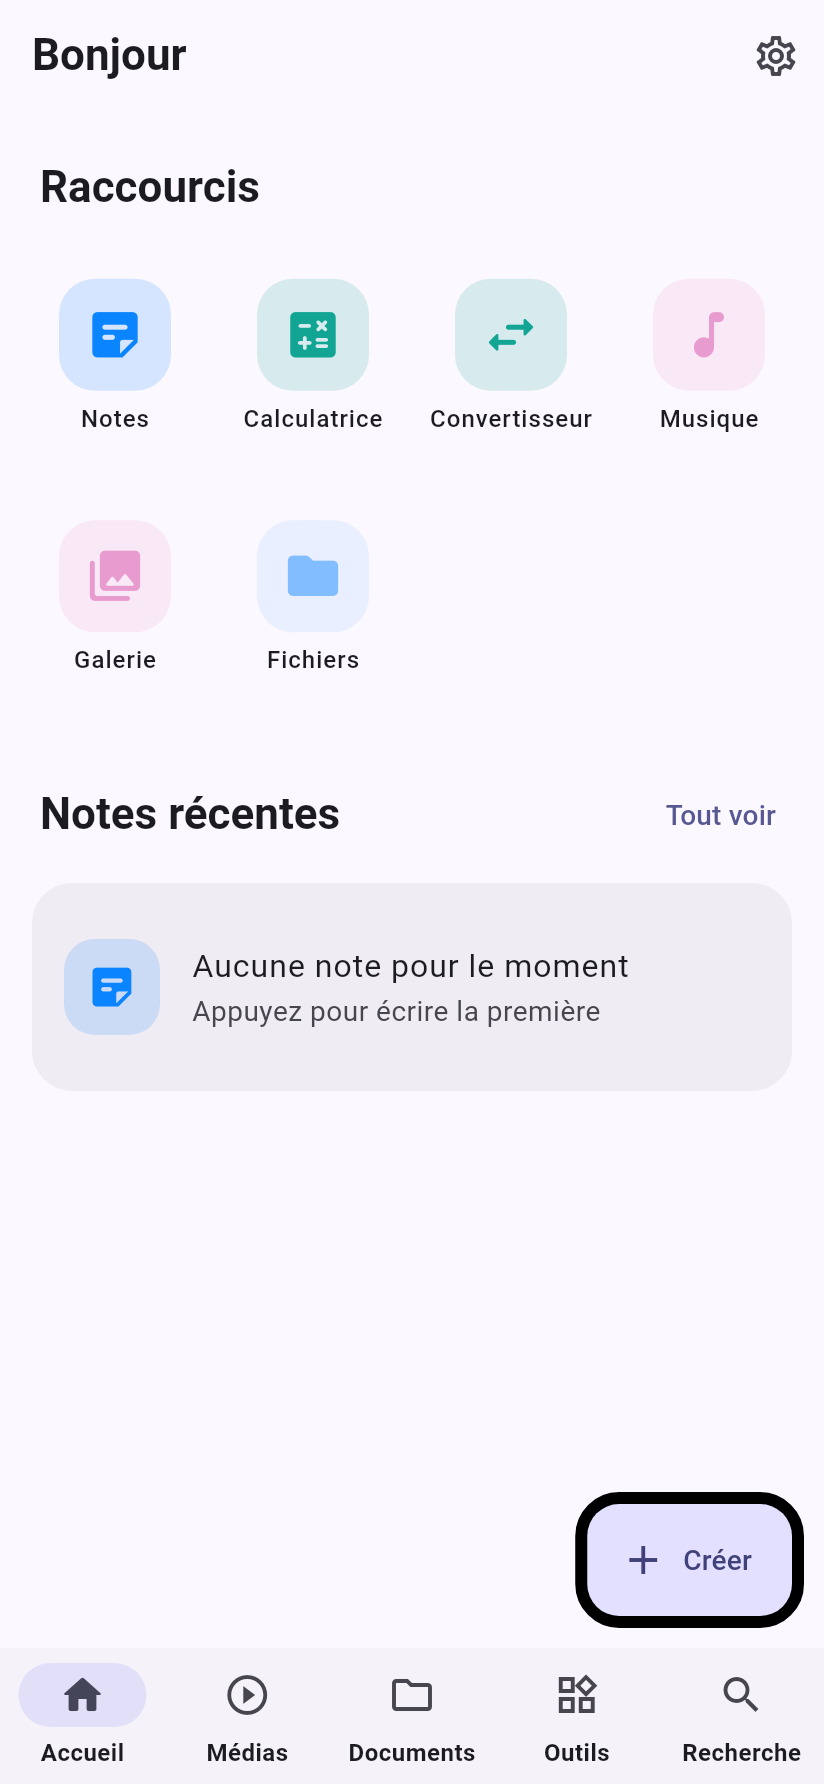 Bonjour
Raccourcis
Notes
Calculatrice
Convertisseur
Musique
Galerie
Fichiers
Notes récentes
Tout voir
Aucune note pour le moment
Appuyez pour écrire la première
Créer
Accueil
Médias
Documents
Outils
Recherche